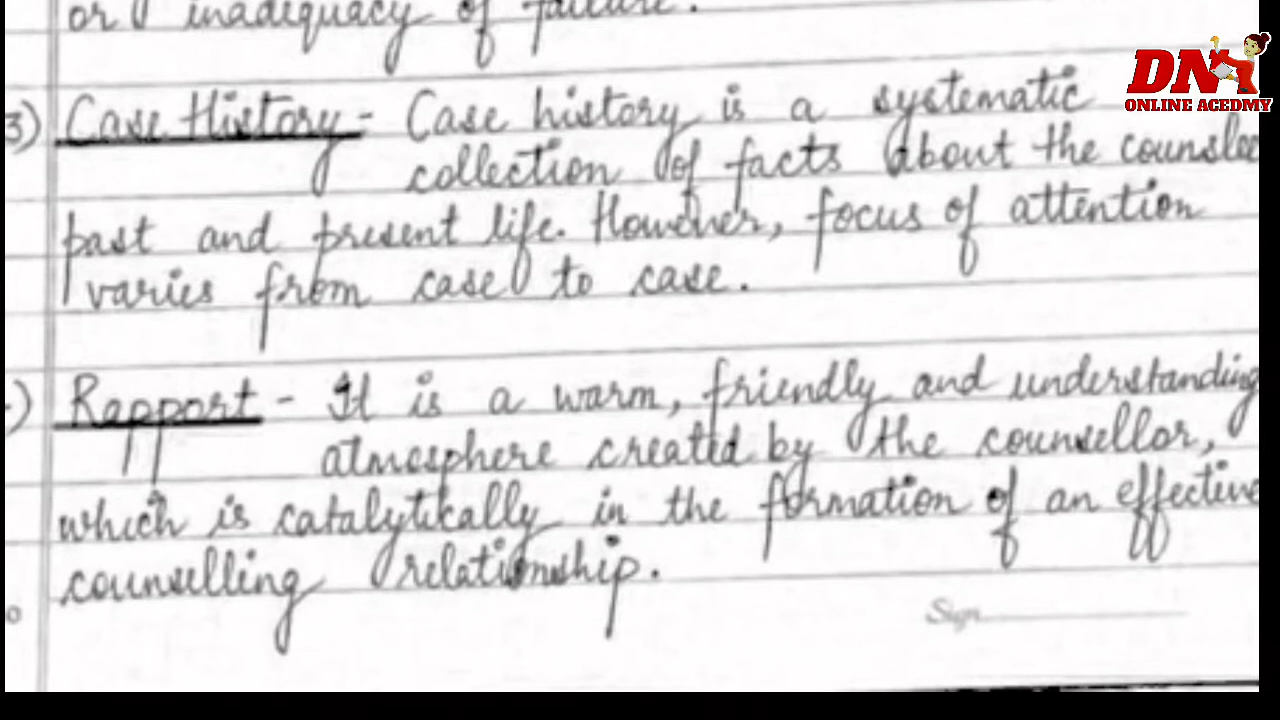 or inadequacy of failure.
DN
ONLINE ACEDMY
3) Case History - Case history is a systematic
collection of facts about the counslee
past and present life. However, focus of attention
varies from case to case.
Rapport - It is a warm, friendly and understanding
atmosphere created by the counsellor,
which is catalytically in the formation of an effective
counselling relationship.
Sign